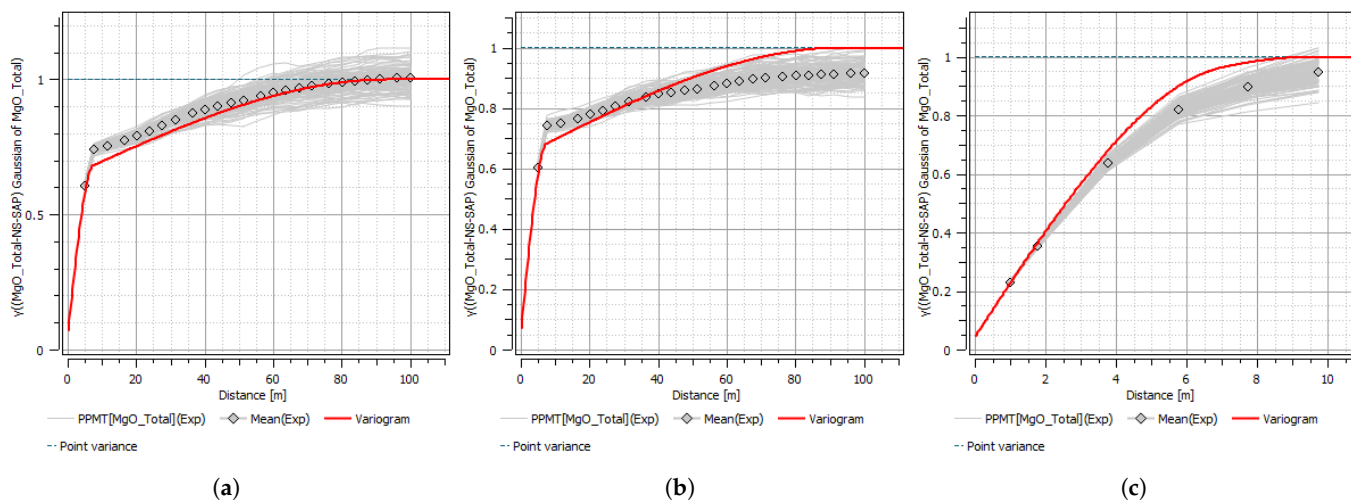 γ((MgO_Total-NS-SAP) Gaussian of MgO_Total)
1
0.5
0
0 20 40 60 80 100
Distance [m]
PPMT[MgO_Total](Exp) Mean(Exp) Variogram
Point variance
(a)
γ((MgO_Total-NS-SAP) Gaussian of MgO_Total)
1
0.8
0.6
0.4
0.2
0
0 20 40 60 80 100
Distance [m]
PPMT[MgO_Total](Exp) Mean(Exp) Variogram
Point variance
(b)
γ((MgO_Total-NS-SAP) Gaussian of MgO_Total)
1
0.8
0.6
0.4
0.2
0
0 2 4 6 8 10
Distance [m]
PPMT[MgO_Total](Exp) Mean(Exp) Variogram
Point variance
(c)